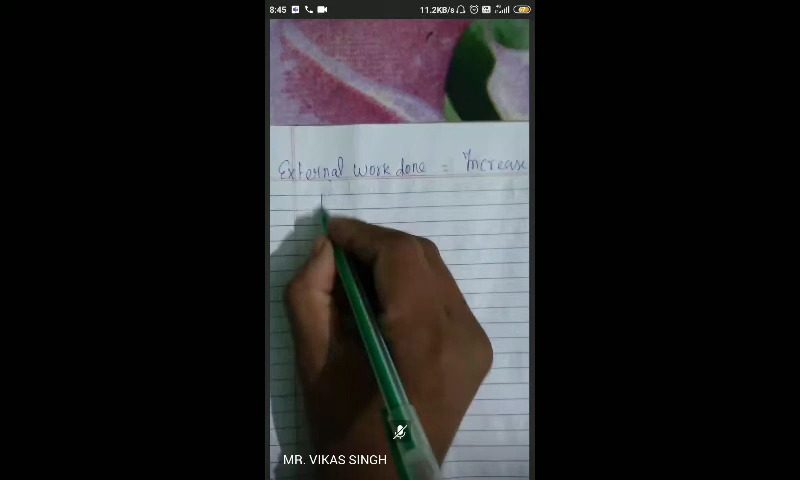 8:45 11.2KB/s
External work done = Increase
MR. VIKAS SINGH